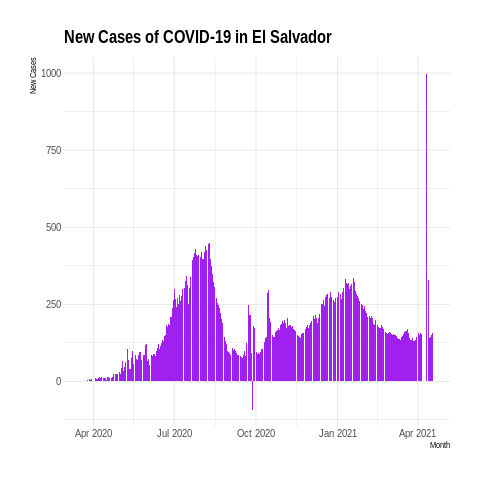 New Cases of COVID-19 in El Salvador
New Cases
1000
750
500
250
0
Apr 2020
Jul 2020
Oct 2020
Jan 2021
Apr 2021
Month